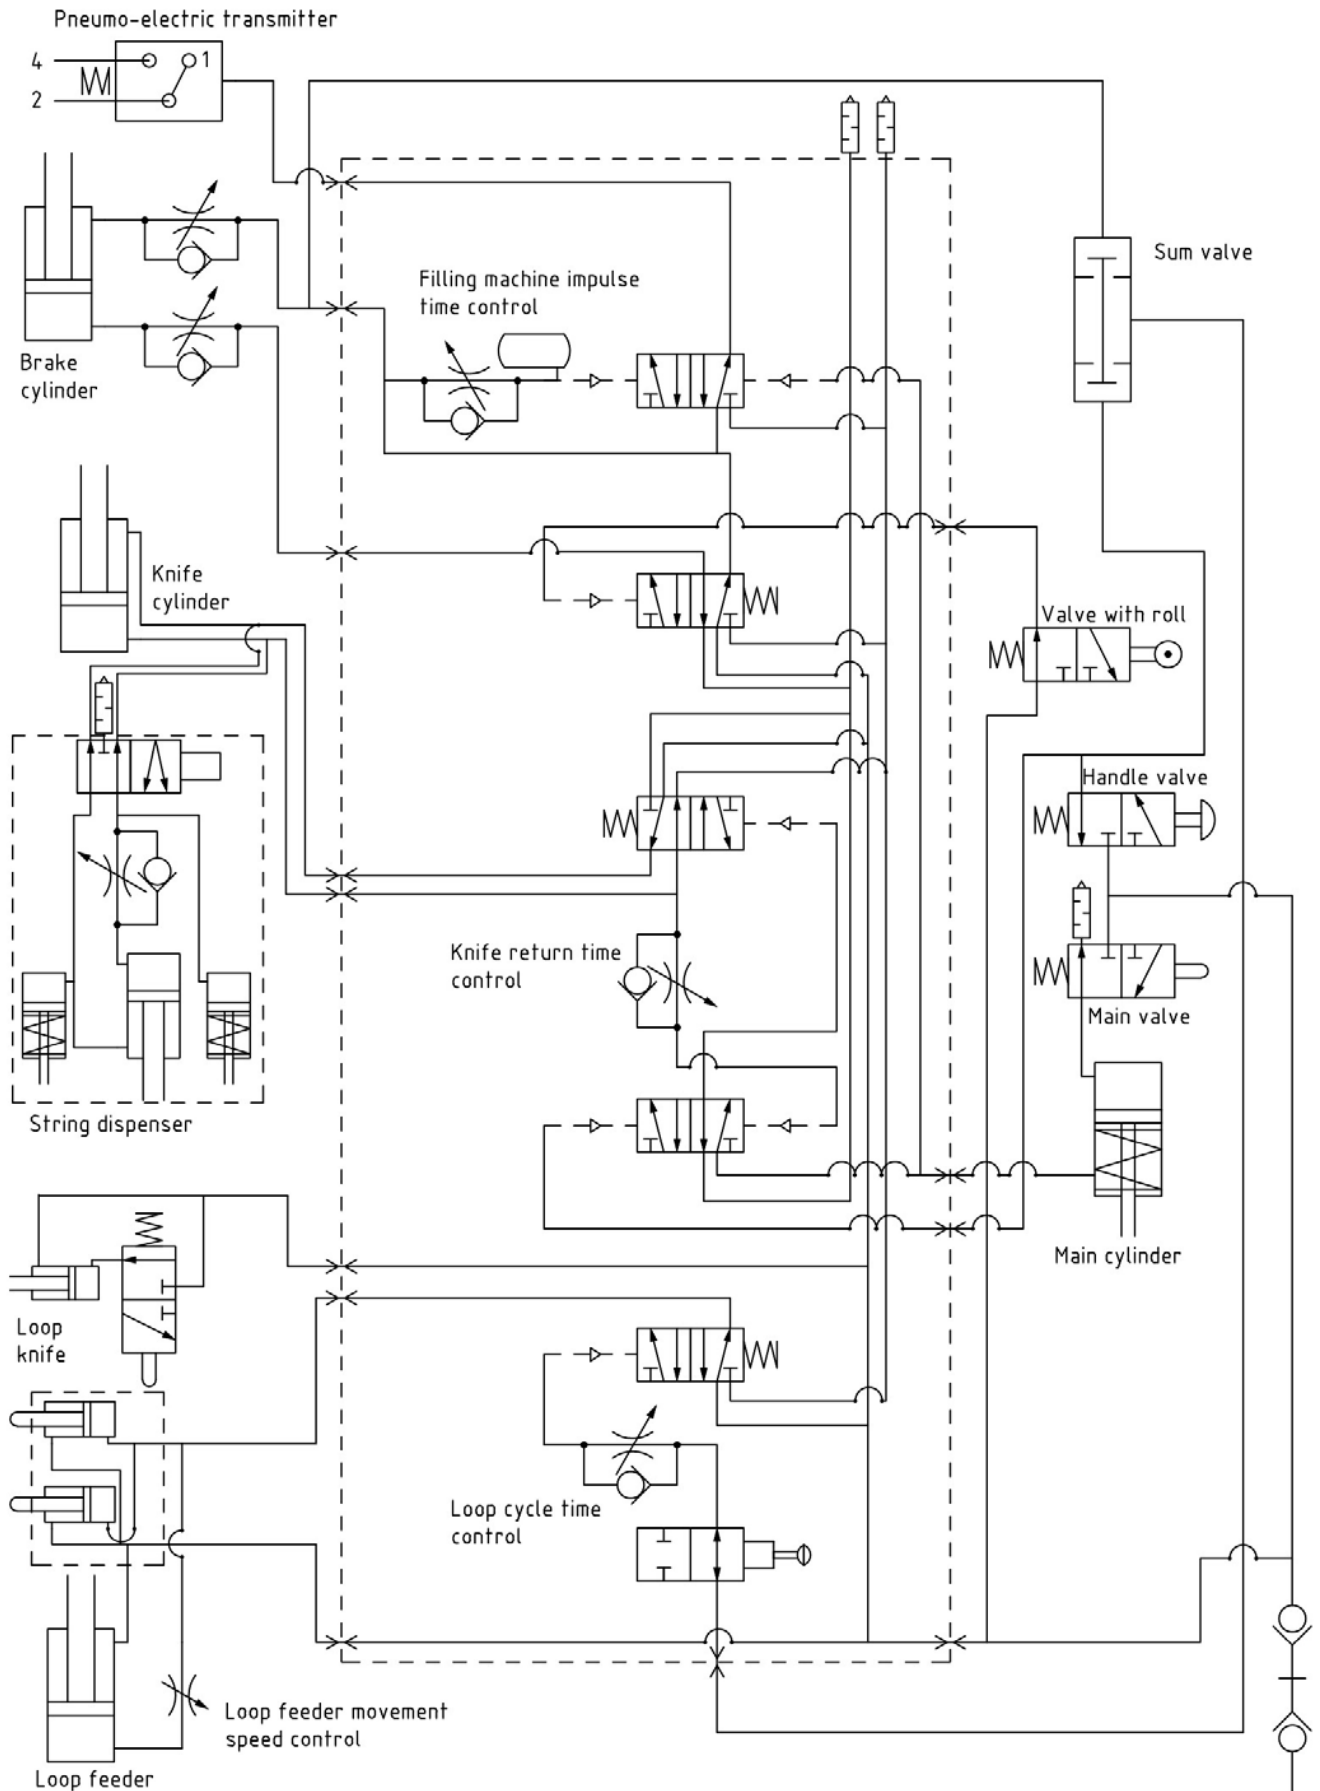 Pneumo-electric transmitter
4
1
2
Sum valve
Filling machine impulse
time control
Brake
cylinder
Knife
cylinder
Valve with roll
Handle valve
Knife return time
control
Main valve
String dispenser
Main cylinder
Loop
knife
Loop cycle time
control
Loop feeder movement
speed control
Loop feeder